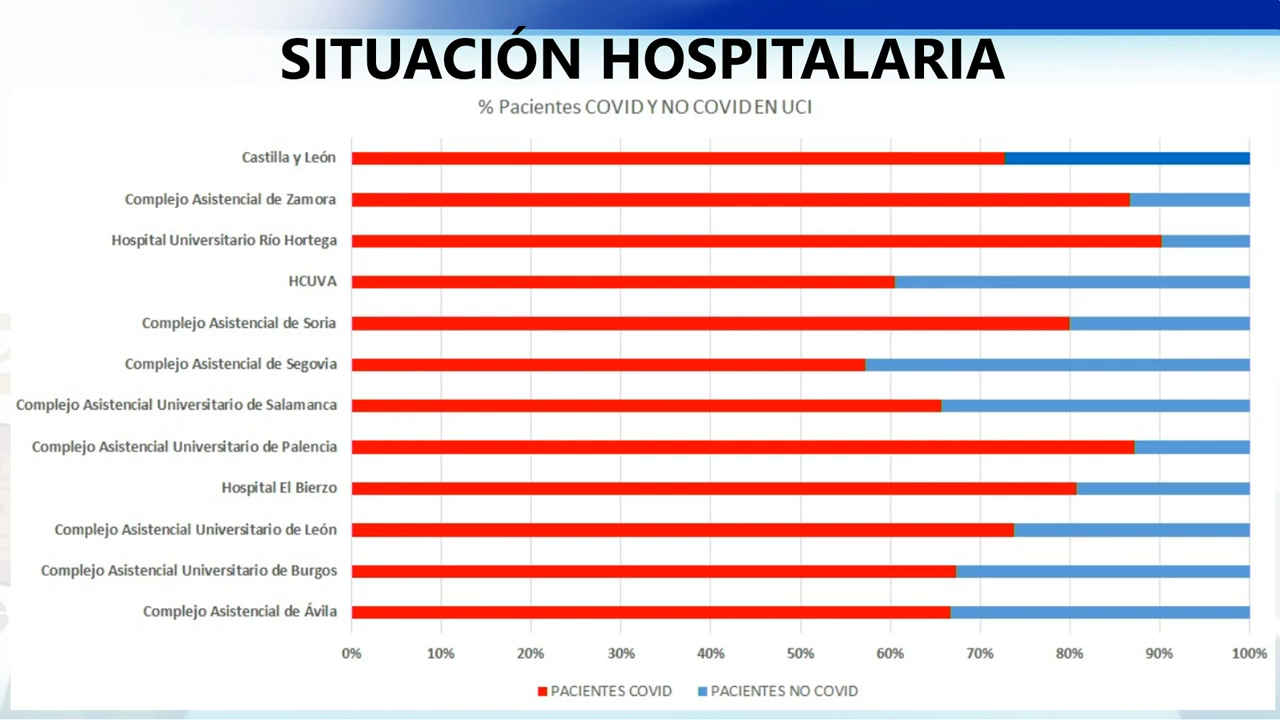 SITUACIÓN HOSPITALARIA
% Pacientes COVID Y NO COVID EN UCI
Castilla y León
Complejo Asistencial de Zamora
Hospital Universitario Río Hortega
HCUVA
Complejo Asistencial de Soria
Complejo Asistencial de Segovia
Complejo Asistencial Universitario de Salamanca
Complejo Asistencial Universitario de Palencia
Hospital El Bierzo
Complejo Asistencial Universitario de León
Complejo Asistencial Universitario de Burgos
Complejo Asistencial de Ávila
0% 10% 20% 30% 40% 50% 60% 70% 80% 90% 100%
PACIENTES COVID PACIENTES NO COVID